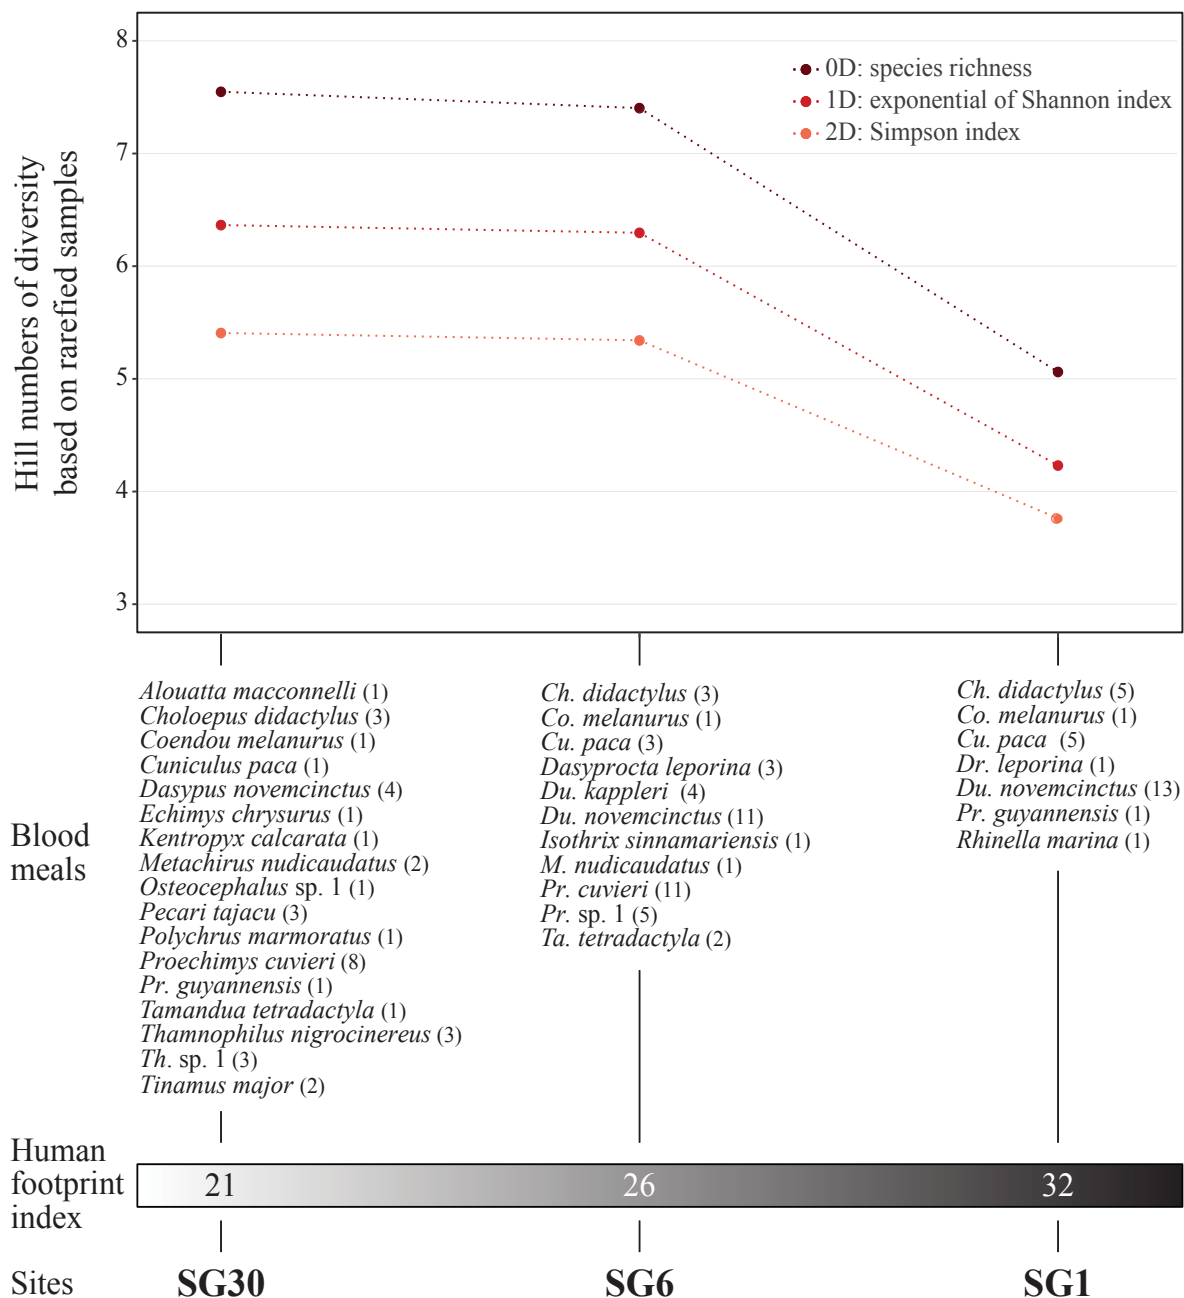 8
7
6
5
4
3
Hill numbers of diversity
based on rarefied samples
0D: species richness
1D: exponential of Shannon index
2D: Simpson index
Blood
meals
Alouatta macconnelli (1)
Choloepus didactylus (3)
Coendou melanurus (1)
Cuniculus paca (1)
Dasypus novemcinctus (4)
Echimys chrysurus (1)
Kentropyx calcarata (1)
Metachirus nudicaudatus (2)
Osteocephalus sp. 1 (1)
Pecari tajacu (3)
Polychrus marmoratus (1)
Proechimys cuvieri (8)
Pr. guyannensis (1)
Tamandua tetradactyla (1)
Thamnophilus nigrocinereus (3)
Th. sp. 1 (3)
Tinamus major (2)
Ch. didactylus (3)
Co. melanurus (1)
Cu. paca (3)
Dasyprocta leporina (3)
Du. kappleri (4)
Du. novemcinctus (11)
Isothrix sinnamariensis (1)
M. nudicaudatus (1)
Pr. cuvieri (11)
Pr. sp. 1 (5)
Ta. tetradactyla (2)
Ch. didactylus (5)
Co. melanurus (1)
Cu. paca (5)
Dr. leporina (1)
Du. novemcinctus (13)
Pr. guyannensis (1)
Rhinella marina (1)
Human
footprint
index
21
26
32
Sites
SG30
SG6
SG1